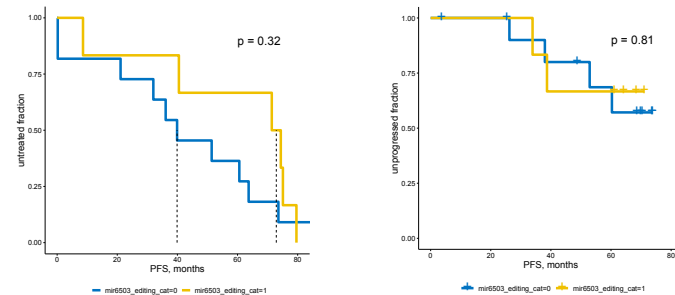 p = 0.32
untreated fraction
1.00
0.75
0.50
0.25
0.00
0
20
40
60
80
PFS, months
mir6503_editing_cat=0
mir6503_editing_cat=1
p = 0.81
unprogressed fraction
1.00
0.75
0.50
0.25
0.00
0
20
40
60
80
PFS, months
mir6503_editing_cat=0
mir6503_editing_cat=1